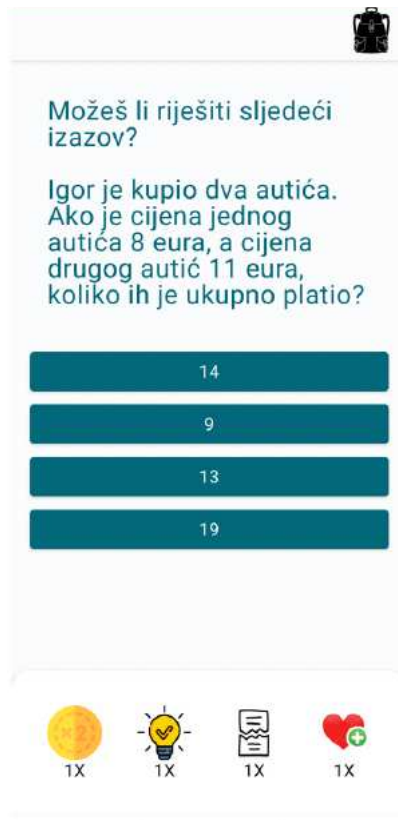 Možeš li riješiti sljedeći
izazov?
Igor je kupio dva autića.
Ako je cijena jednog
autića 8 eura, a cijena
drugog autić 11 eura,
koliko ih je ukupno platio?
14
9
13
19
×2
1X
1X
1X
1X